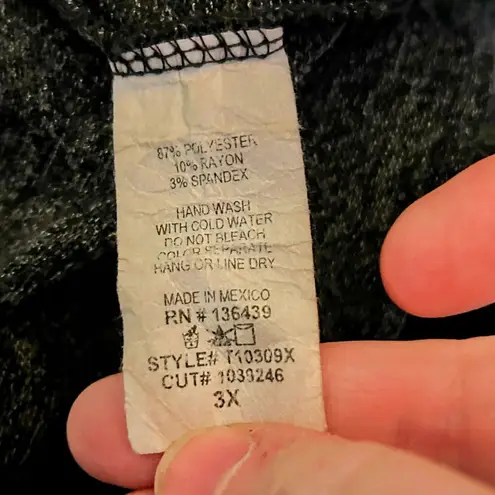 87% POLYESTER
10% RAYON
3% SPANDEX
HAND WASH
WITH COLD WATER
DO NOT BLEACH
COLOR SEPARATE
HANG OR LINE DRY
MADE IN MEXICO
RN # 136439
STYLE# T10309X
CUT# 1039246
3X